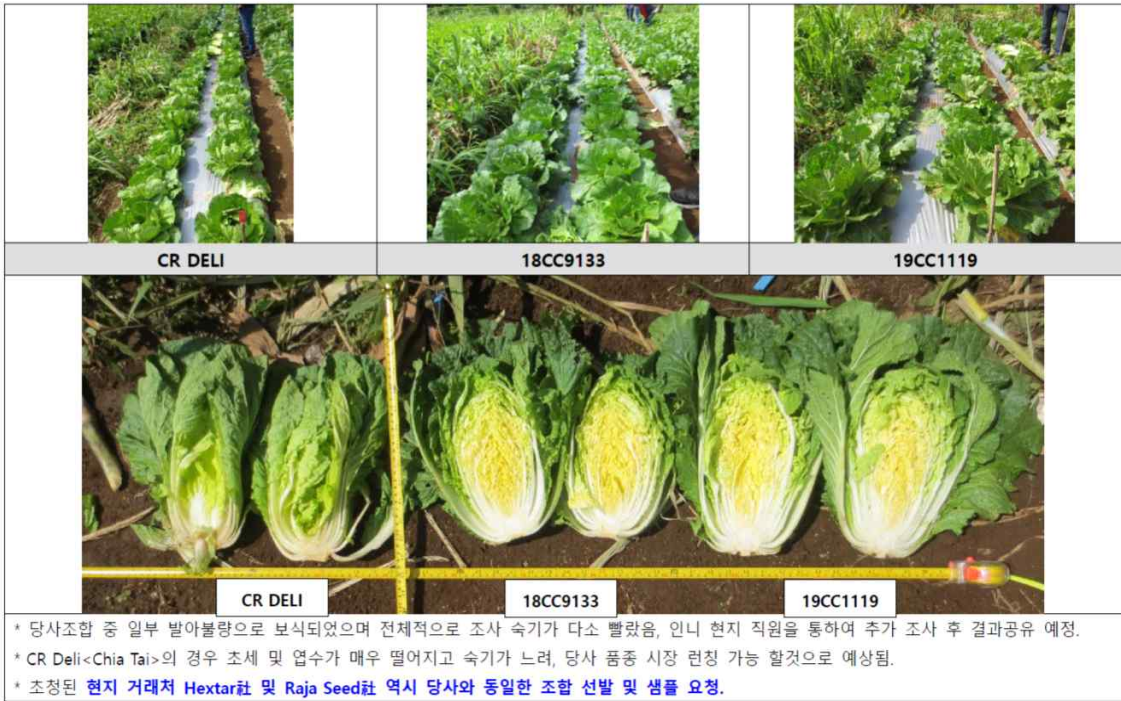 CR DELI
18CC9133
19CC1119
CR DELI
18CC9133
19CC1119
* 당사조합 중 일부 발아불량으로 보식되었으며 전체적으로 조사 숙기가 다소 빨랐음, 인니 현지 직원을 통하여 추가 조사 후 결과공유 예정.
* CR Deli<Chia Tai>의 경우 초세 및 엽수가 매우 떨어지고 숙기가 느려, 당사 품종 시장 런칭 가능 할것으로 예상됨.
* 초청된 현지 거래처 Hextar社 및 Raja Seed社 역시 당사와 동일한 조합 선발 및 샘플 요청.